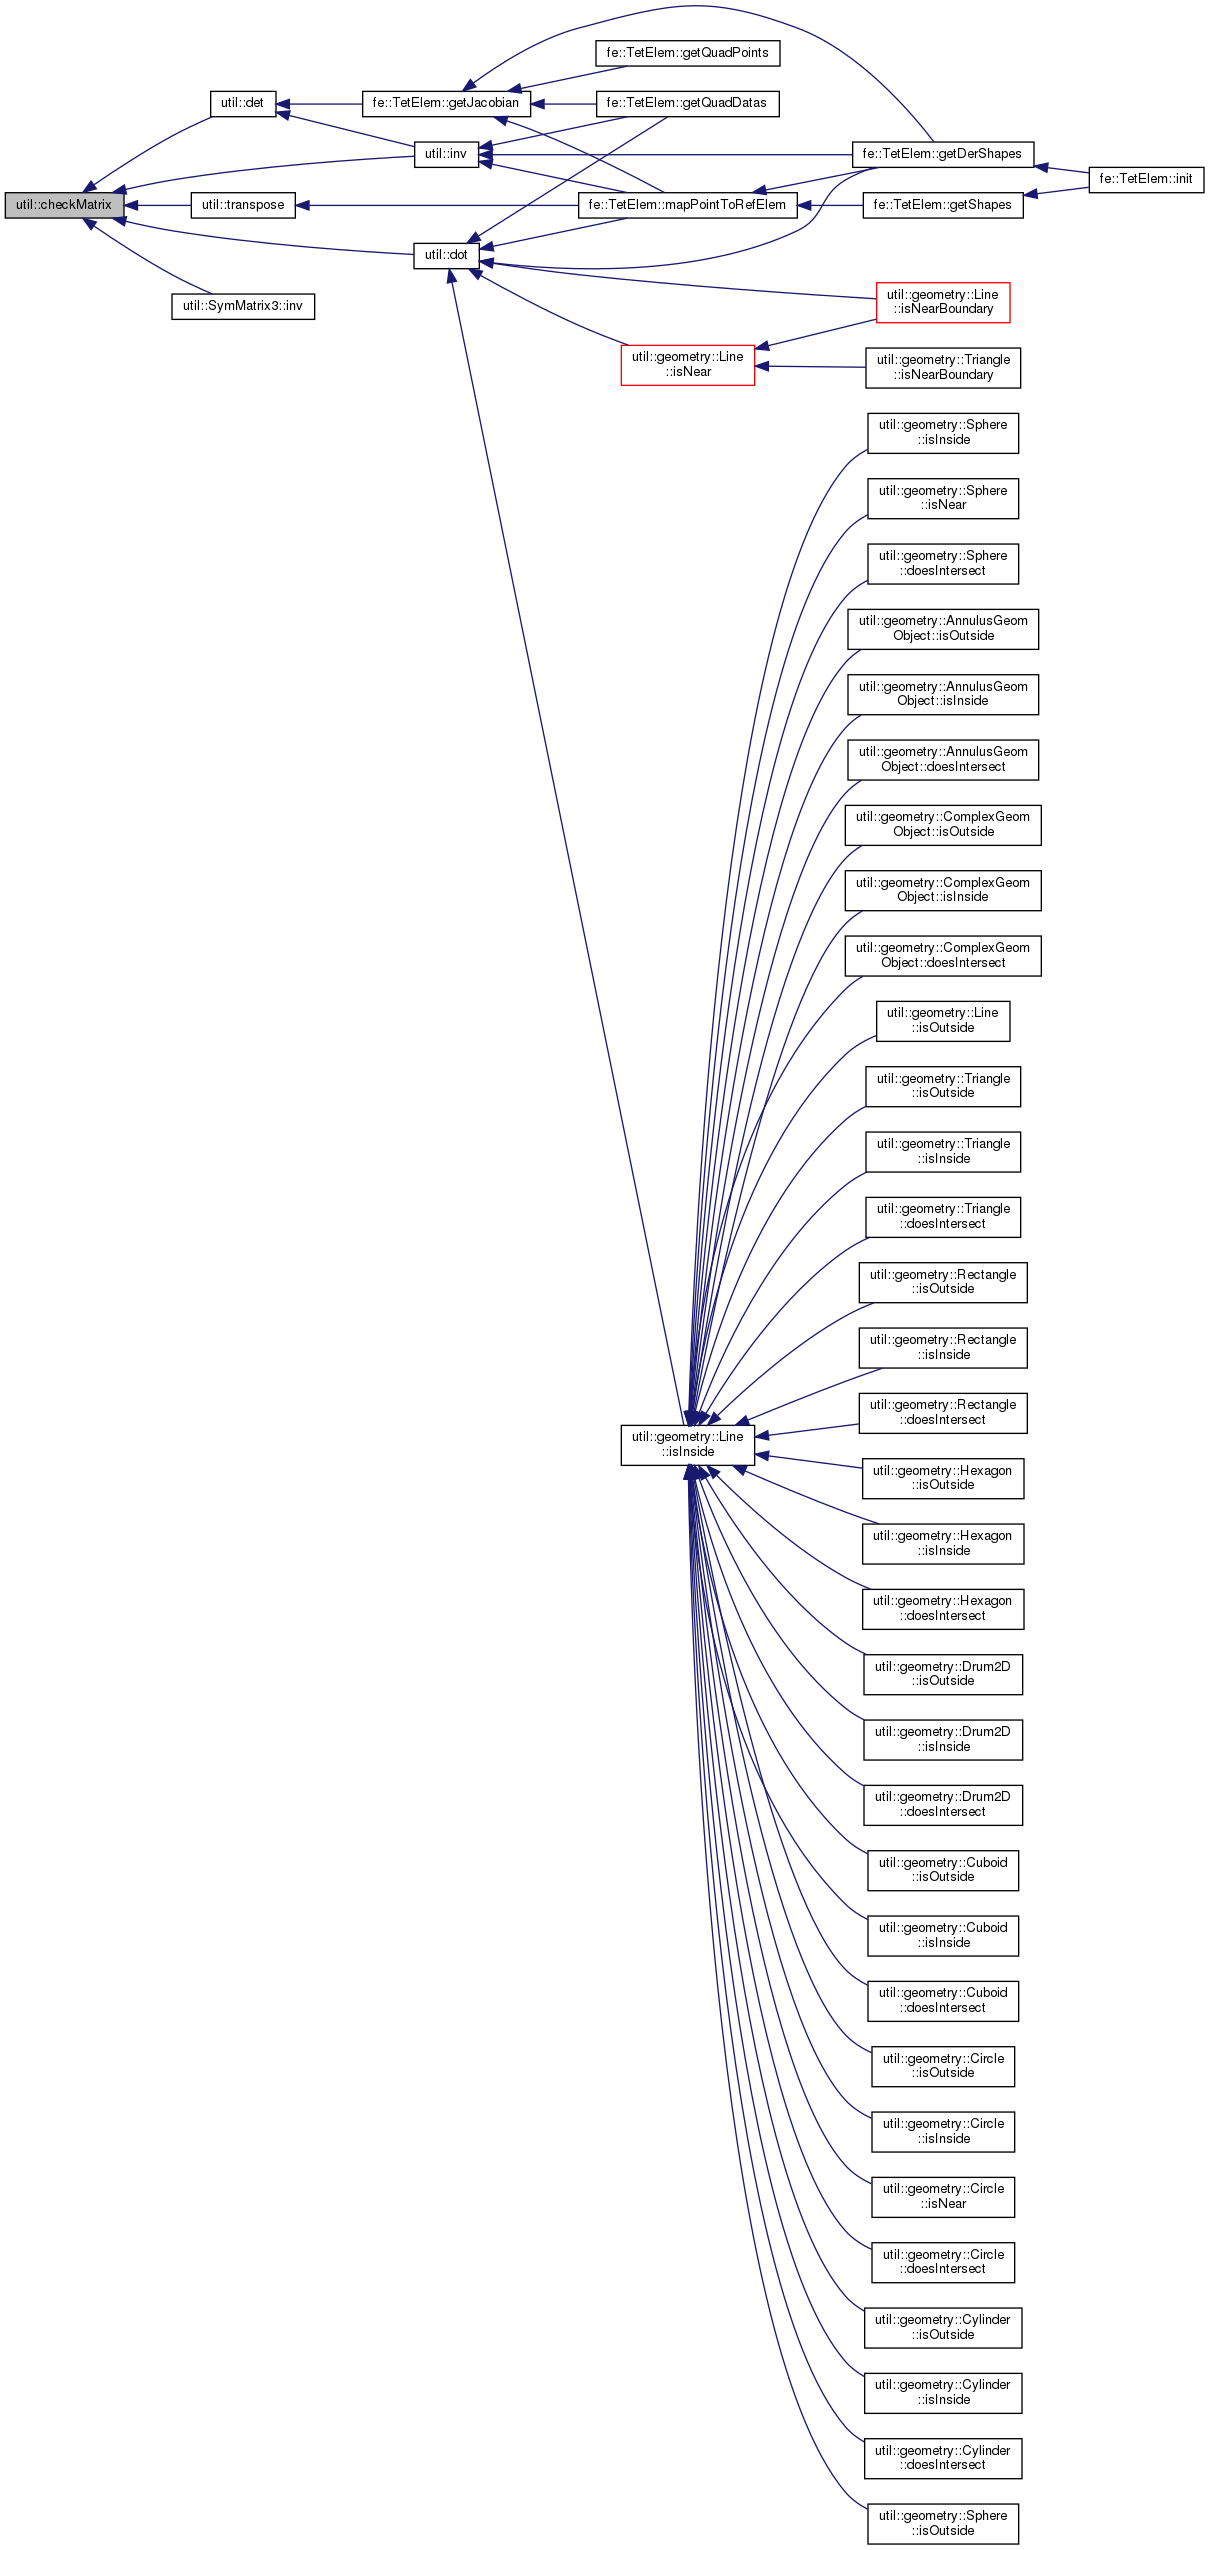 fe::TetElem::getQuadPoints
util::det
fe::TetElem::getJacobian
fe::TetElem::getQuadDatas
util::inv
fe::TetElem::getDerShapes
fe::TetElem::init
util::checkMatrix
util::transpose
fe::TetElem::mapPointToRefElem
fe::TetElem::getShapes
util::dot
util::SymMatrix3::inv
util::geometry::Line
::isNearBoundary
util::geometry::Line
::isNear
util::geometry::Triangle
::isNearBoundary
util::geometry::Sphere
::isInside
util::geometry::Sphere
::isNear
util::geometry::Sphere
::doesIntersect
util::geometry::AnnulusGeom
Object::isOutside
util::geometry::AnnulusGeom
Object::isInside
util::geometry::AnnulusGeom
Object::doesIntersect
util::geometry::ComplexGeom
Object::isOutside
util::geometry::ComplexGeom
Object::isInside
util::geometry::ComplexGeom
Object::doesIntersect
util::geometry::Line
::isOutside
util::geometry::Triangle
::isOutside
util::geometry::Triangle
::isInside
util::geometry::Triangle
::doesIntersect
util::geometry::Rectangle
::isOutside
util::geometry::Rectangle
::isInside
util::geometry::Rectangle
::doesIntersect
util::geometry::Line
::isInside
util::geometry::Hexagon
::isOutside
util::geometry::Hexagon
::isInside
util::geometry::Hexagon
::doesIntersect
util::geometry::Drum2D
::isOutside
util::geometry::Drum2D
::isInside
util::geometry::Drum2D
::doesIntersect
util::geometry::Cuboid
::isOutside
util::geometry::Cuboid
::isInside
util::geometry::Cuboid
::doesIntersect
util::geometry::Circle
::isOutside
util::geometry::Circle
::isInside
util::geometry::Circle
::isNear
util::geometry::Circle
::doesIntersect
util::geometry::Cylinder
::isOutside
util::geometry::Cylinder
::isInside
util::geometry::Cylinder
::doesIntersect
util::geometry::Sphere
::isOutside